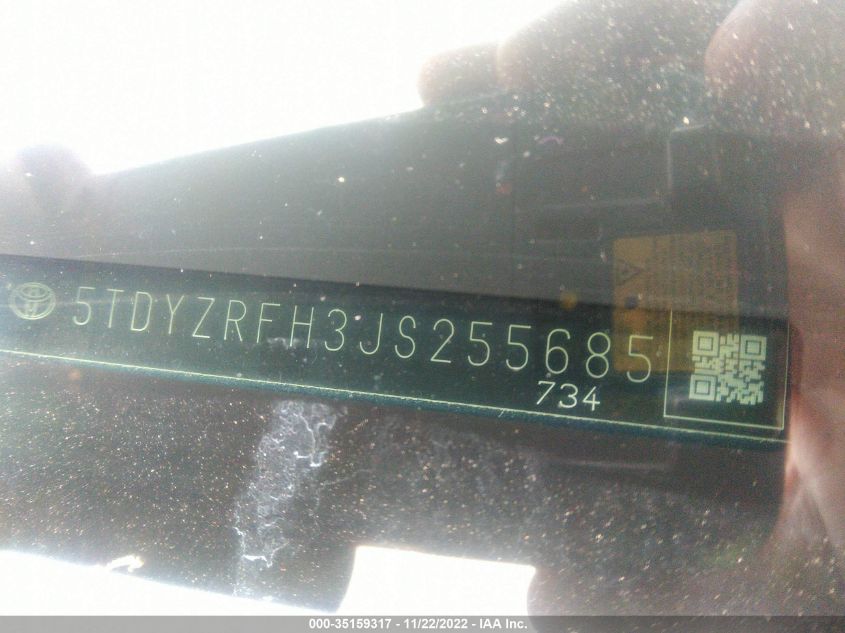 5TDYZRFH3JS255685
734
000-35159317 - 11/22/2022 - IAA Inc.